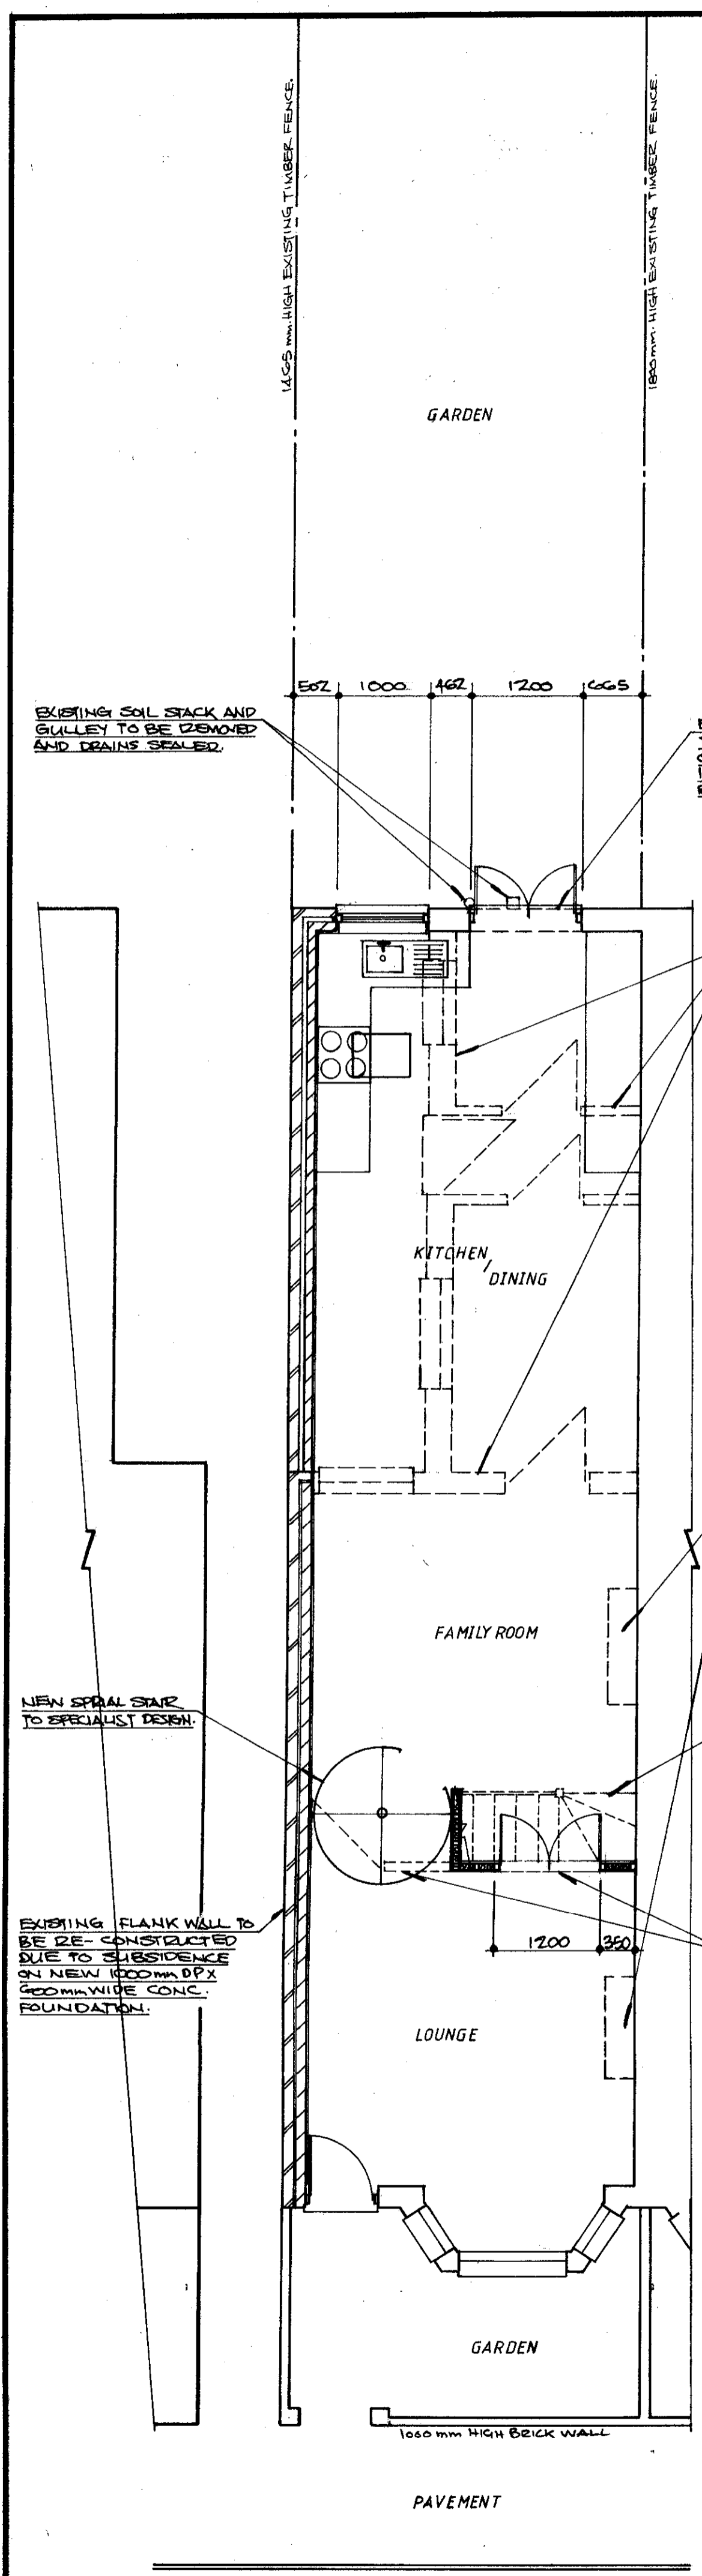 1465 mm. HIGH EXISTING TIMBER FENCE.
1800 mm. HIGH EXISTING TIMBER FENCE.
GARDEN
502 1000 462 1200 665
EXISTING SOIL STACK AND
GULLEY TO BE REMOVED
AND DRAINS SEALED.
KITCHEN/
DINING
FAMILY ROOM
NEW SPRIAL STAIR
TO SPECIALIST DESIGN.
EXISTING FLANK WALL TO
BE RE-CONSTRUCTED
DUE TO SUBSIDENCE
ON NEW 1000mm DP X
600mm WIDE CONC.
FOUNDATION.
1200 350
LOUNGE
GARDEN
1060 mm HIGH BRICK WALL
PAVEMENT